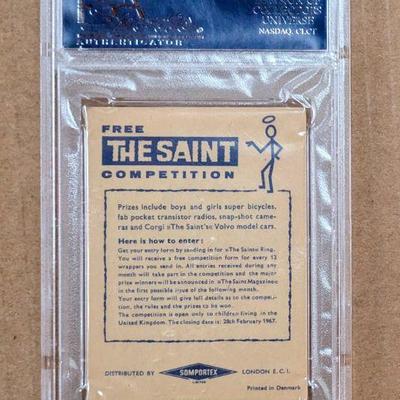 COLLECTOR'S
UNIVERSE
NASDAQ. CLCT
AUTHENTICATOR
FREE
THE SAINT
COMPETITION
Prizes include boys and girls super bicycles,
fab pocket transistor radios, snap-shot came-
ras and Corgi »The Saint's« Volvo model cars.
Here is how to enter:
Get your entry form by sending in for »The Saint« Ring.
You will receive a free competition form for every 12
wrappers you send in. All entries received during any
month will take part in the competition and the major
prize winners will be announced in »The Saint Magazine«
in the first possible issue of the following month.
Your entry form will give full details as to the competi-
tion, the rules and the prizes to be won.
The competition is open only to children living in the
United Kingdom. The closing date is: 28th February 1967.
DISTRIBUTED BY SOMPORTEX LIMITED LONDON E.C.1.
Printed in Denmark